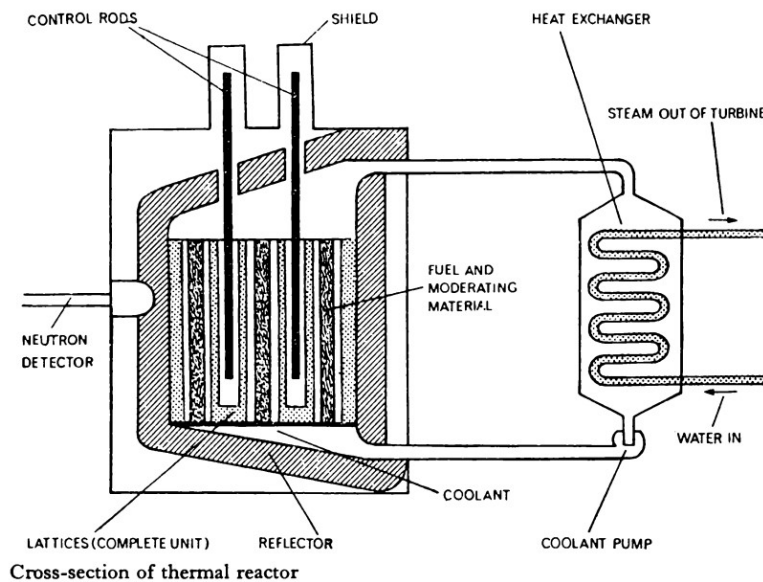 CONTROL RODS
SHIELD
HEAT EXCHANGER
STEAM OUT OF TURBINE
FUEL AND
MODERATING
MATERIAL
NEUTRON
DETECTOR
WATER IN
COOLANT
LATTICES (COMPLETE UNIT)
REFLECTOR
COOLANT PUMP
Cross-section of thermal reactor